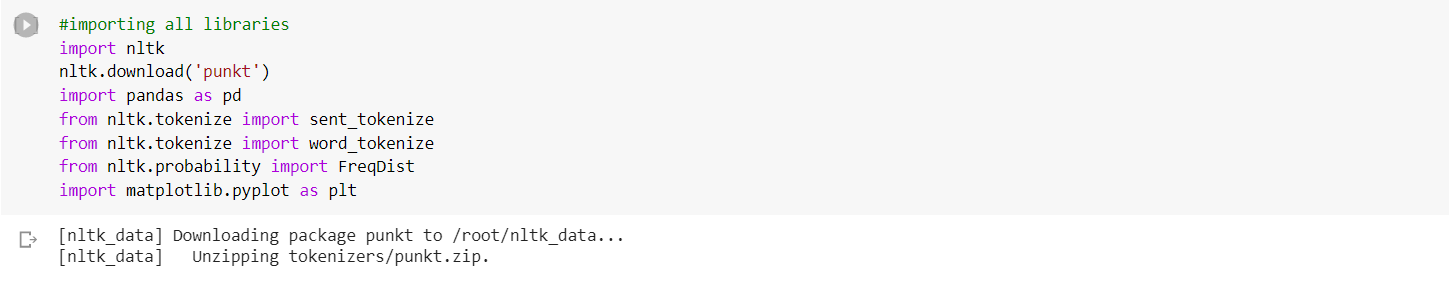 #importing all libraries
import nltk
nltk.download('punkt')
import pandas as pd
from nltk.tokenize import sent_tokenize
from nltk.tokenize import word_tokenize
from nltk.probability import FreqDist
import matplotlib.pyplot as plt
[nltk_data] Downloading package punkt to /root/nltk_data...
[nltk_data]   Unzipping tokenizers/punkt.zip.